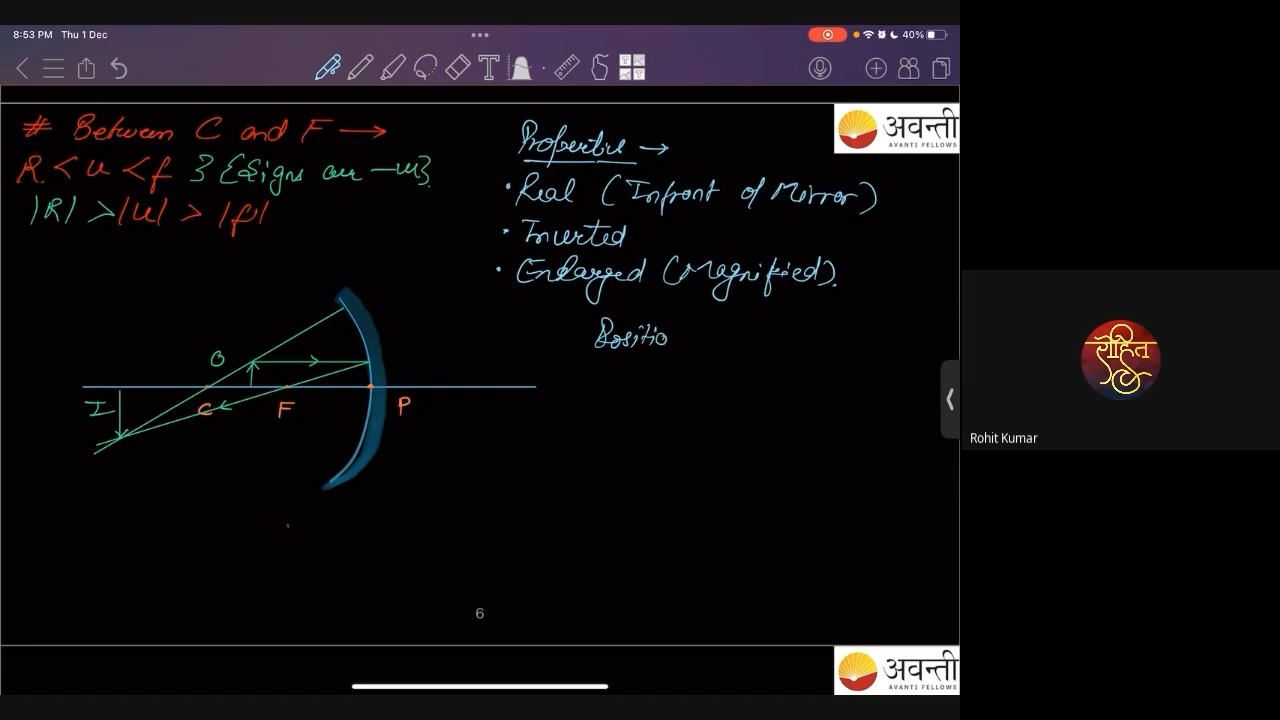 8:53 PM Thu 1 Dec
40%
# Between C and F →
R < u < f } {Signs are -ve}
|R| > |u| > |f|
Properties →
• Real (Infront of Mirror)
• Inverted
• Enlarged (Magnified).
Positio
O
I
C
F
P
6
अवन्ती
AVANTI FELLOWS
अवन्ती
AVANTI FELLOWS
रोहित
Rohit Kumar